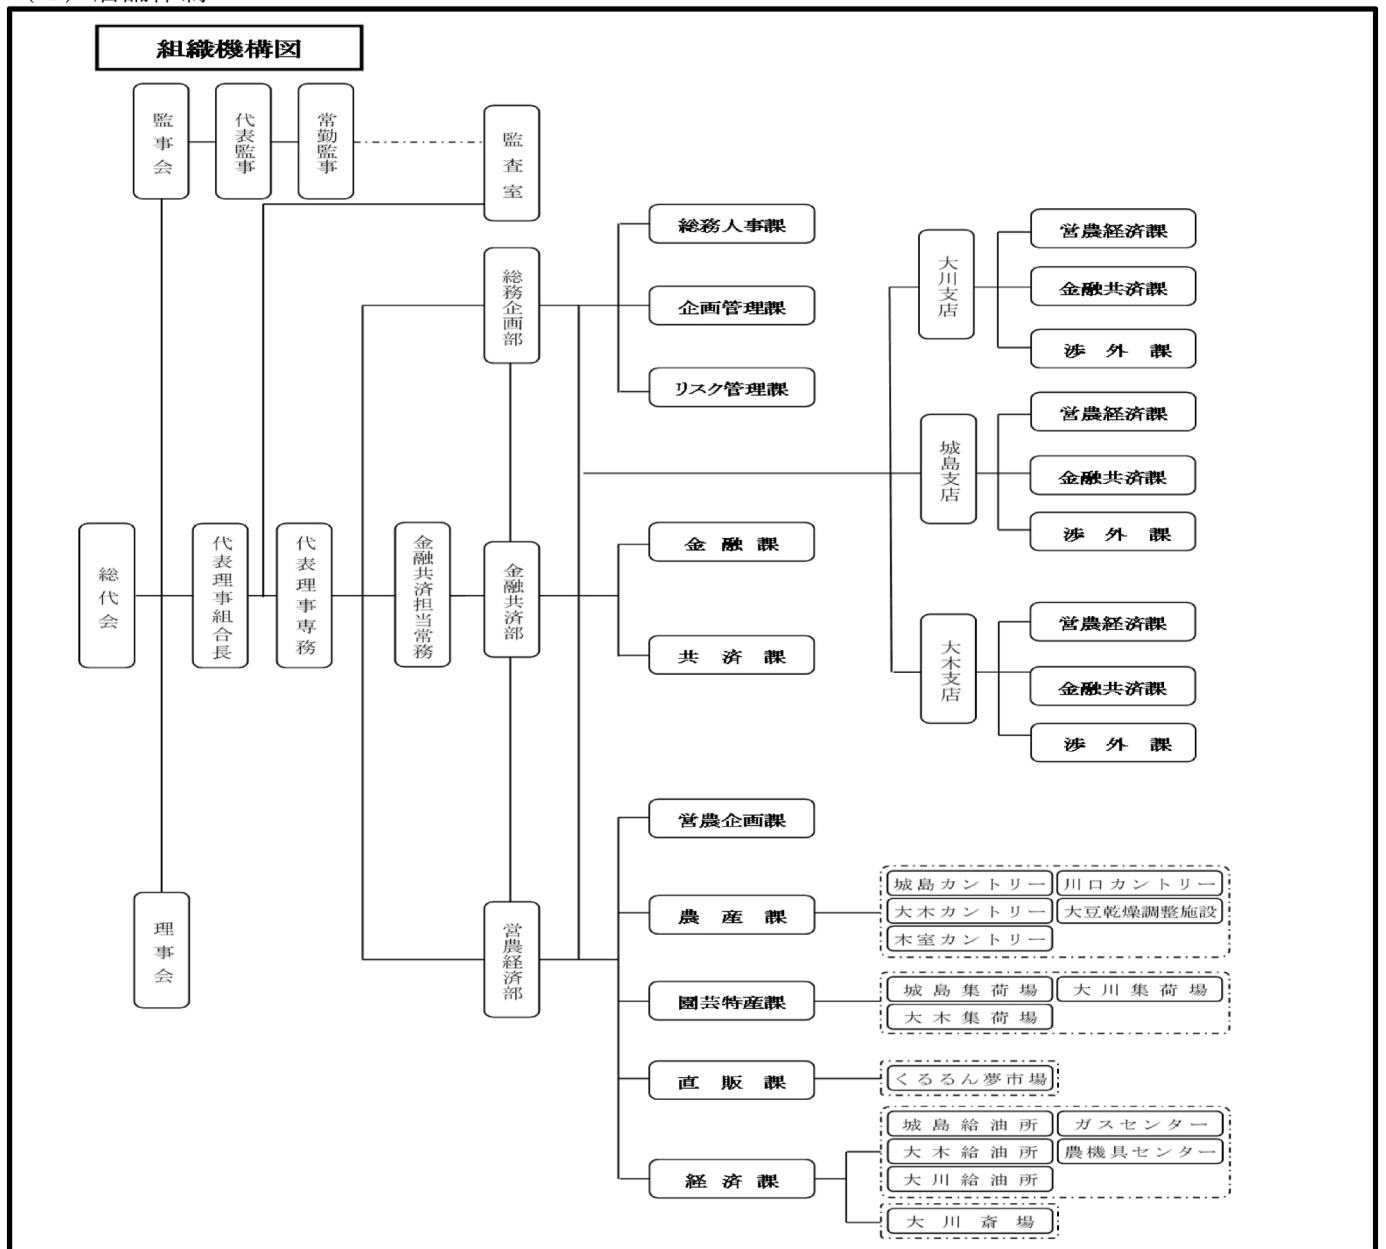 組織機構図
監事会
代表監事
常勤監事
監査室
総務企画部
総務人事課
企画管理課
リスク管理課
大川支店
営農経済課
金融共済課
渉外課
城島支店
営農経済課
金融共済課
渉外課
大木支店
営農経済課
金融共済課
渉外課
総代会
代表理事組合長
代表理事専務
金融共済担当常務
金融共済部
金融課
共済課
理事会
営農経済部
営農企画課
農産課
城島カントリー
川口カントリー
大木カントリー
大豆乾燥調整施設
木室カントリー
園芸特産課
城島集荷場
大川集荷場
大木集荷場
直販課
くるるん夢市場
経済課
城島給油所
ガスセンター
大木給油所
農機具センター
大川給油所
大川斎場